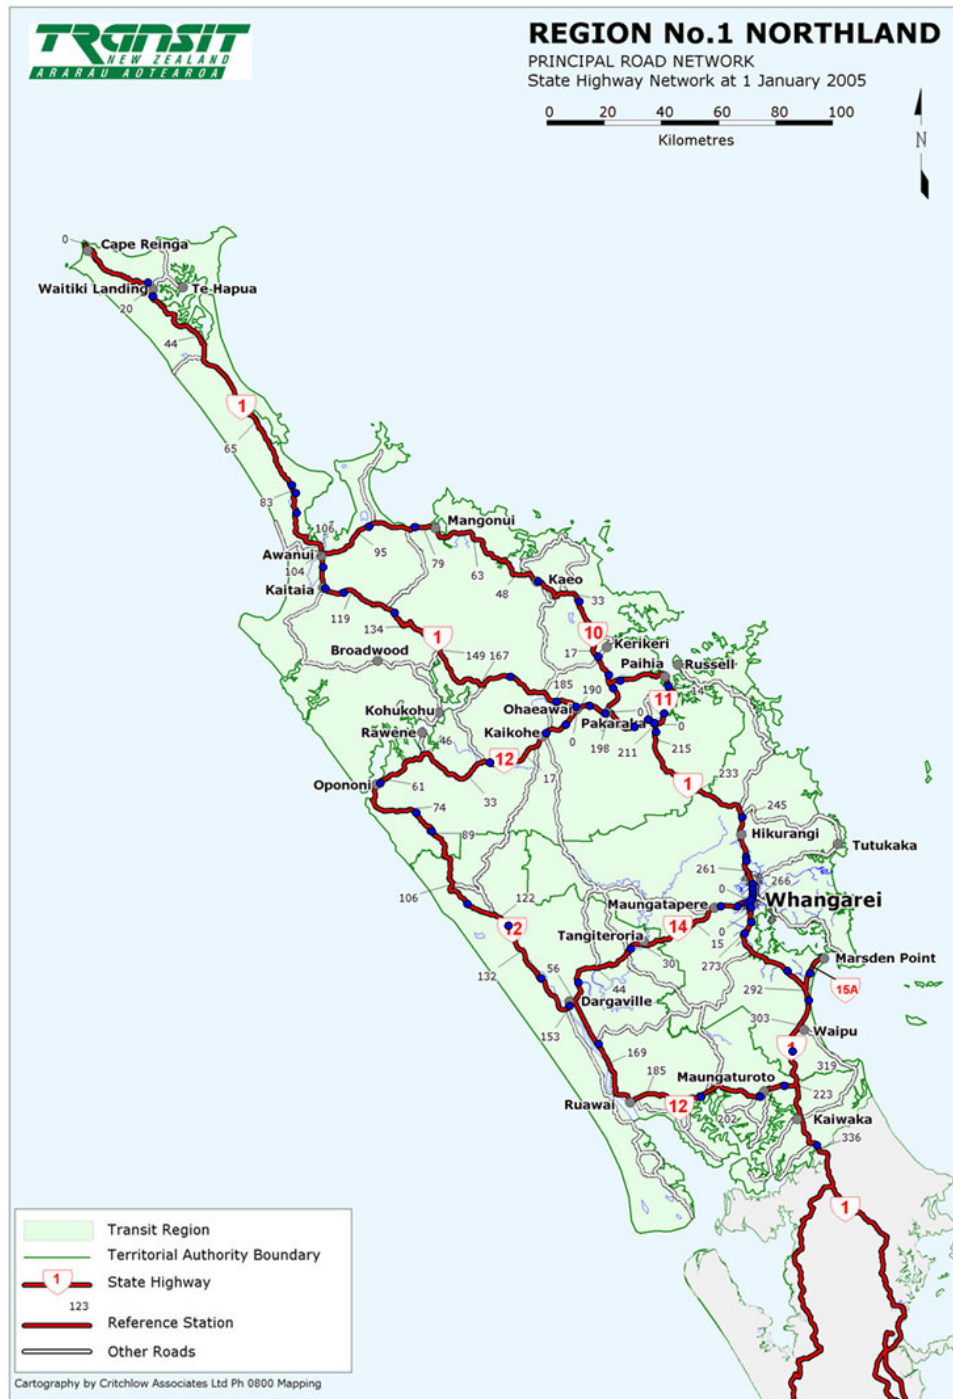 TRANSIT
NEW ZEALAND
ARARAU AOTEAROA
REGION No.1 NORTHLAND
PRINCIPAL ROAD NETWORK
State Highway Network at 1 January 2005
0 20 40 60 80 100
Kilometres
N
0
Cape Reinga
Waitiki Landing
Te Hapua
20
44
1
65
83
106
Mangonui
Awanui
95
79
63
104
Kaitaia
48
Kaeo
119
33
134
1
10
Kerikeri
Broadwood
149 167
17
Paihia
Russell
185
190
14
Kohukohu
Ohaeawai
11
0
Rawene
46
Kaikohe
Pakaraka
0
0
198
211
215
12
Opononi
61
33
17
1
233
74
245
89
Hikurangi
Tutukaka
261
266
106
122
0
Maungatapere
Whangarei
12
14
0
Tangiteroria
15
Marsden Point
132
56
30
273
44
292
15A
Dargaville
153
303
Waipu
1
169
319
185
Maungaturoto
223
Ruawai
12
202
Kaiwaka
336
1
Transit Region
Territorial Authority Boundary
1
State Highway
123
Reference Station
Other Roads
Cartography by Critchlow Associates Ltd Ph 0800 Mapping